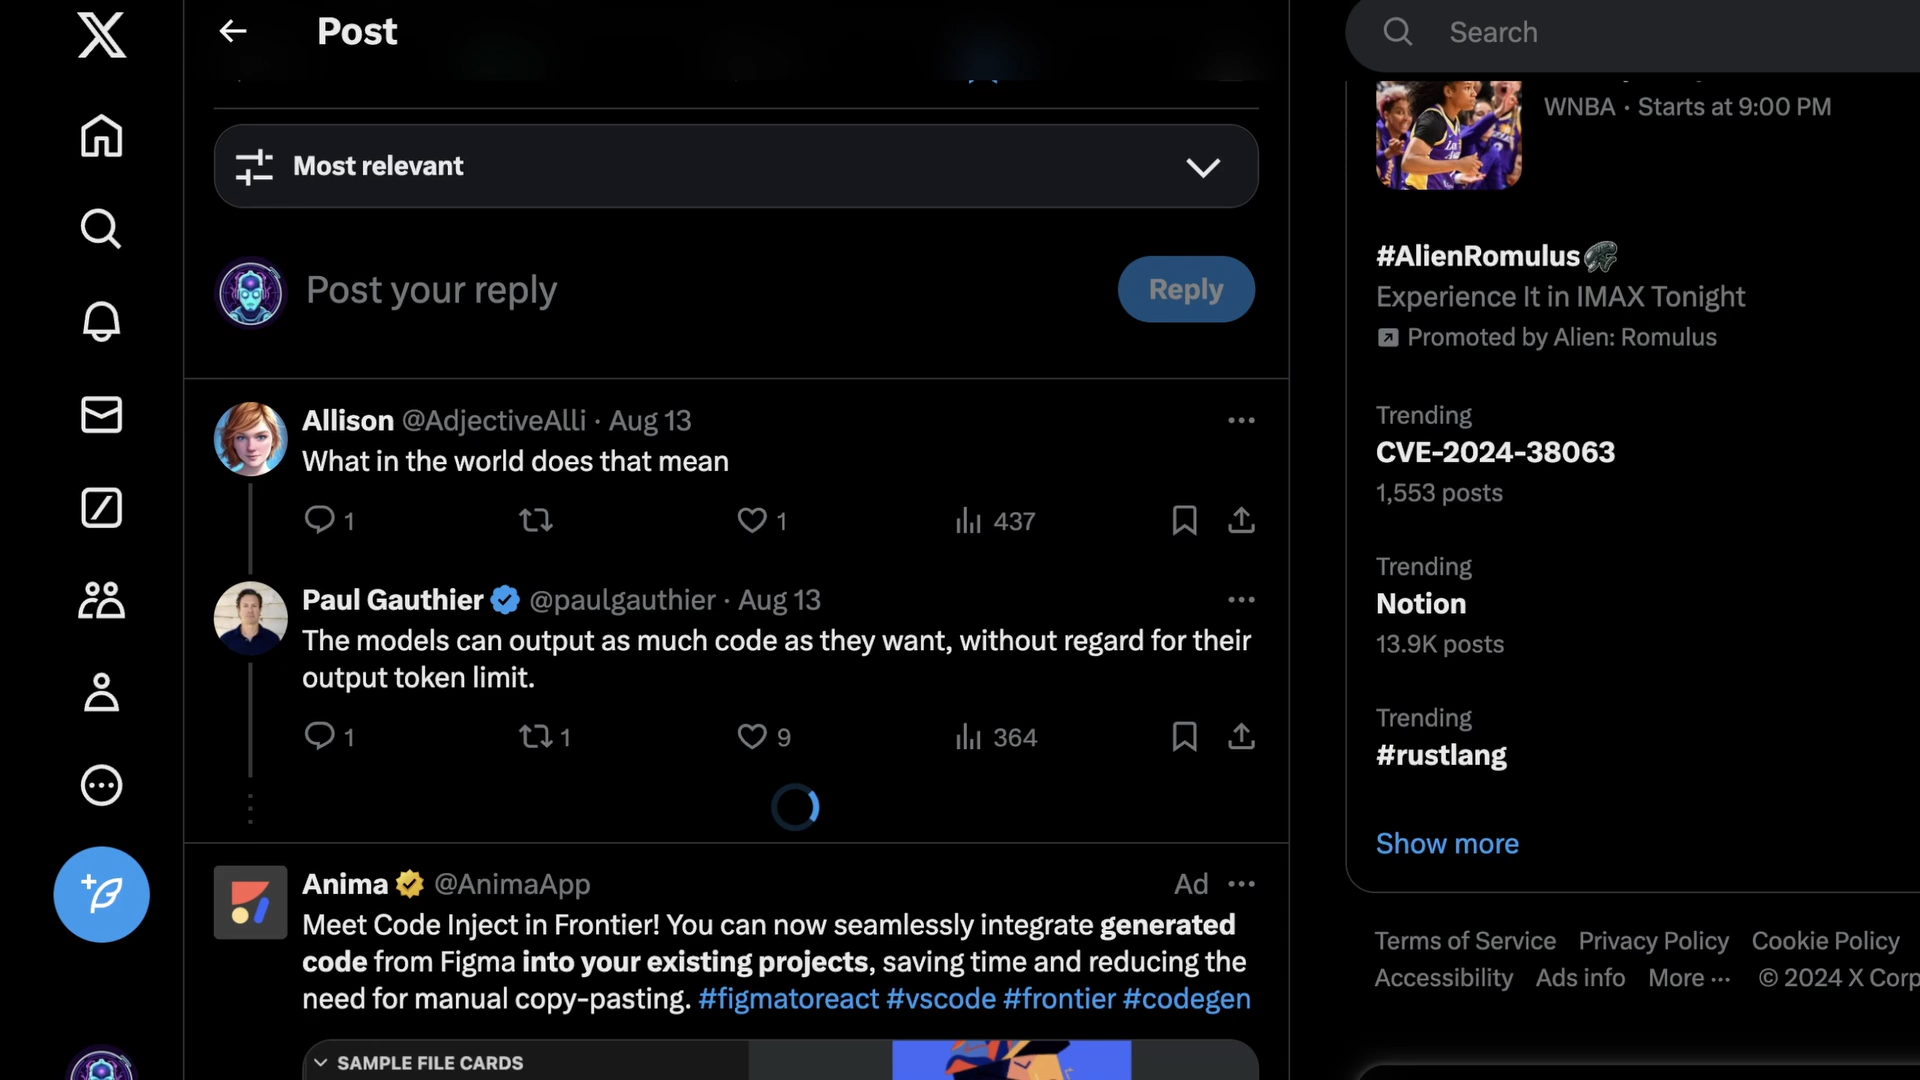 Post
Most relevant
Post your reply
Reply
Allison @AdjectiveAlli · Aug 13
What in the world does that mean
1
1
437
Paul Gauthier @paulgauthier · Aug 13
The models can output as much code as they want, without regard for their
output token limit.
1
1
9
364
Anima @AnimaApp
Ad
Meet Code Inject in Frontier! You can now seamlessly integrate generated
code from Figma into your existing projects, saving time and reducing the
need for manual copy-pasting. #figmatoreact #vscode #frontier #codegen
SAMPLE FILE CARDS
Search
WNBA · Starts at 9:00 PM
#AlienRomulus
Experience It in IMAX Tonight
Promoted by Alien: Romulus
Trending
CVE-2024-38063
1,553 posts
Trending
Notion
13.9K posts
Trending
#rustlang
Show more
Terms of Service Privacy Policy Cookie Policy
Accessibility Ads info More ··· © 2024 X Corp